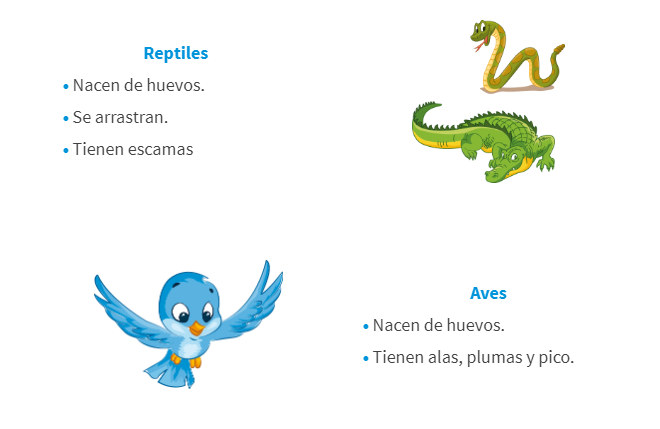 Reptiles
• Nacen de huevos.
• Se arrastran.
• Tienen escamas
Aves
• Nacen de huevos.
• Tienen alas, plumas y pico.